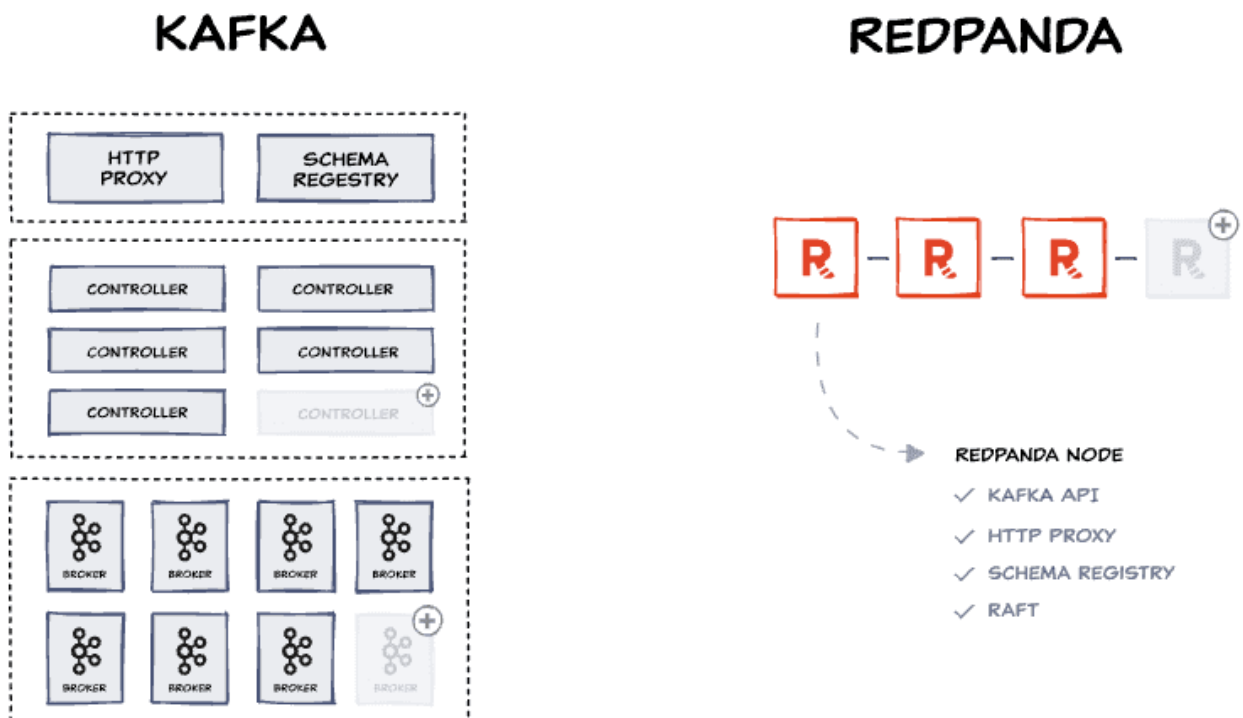 KAFKA
HTTP
PROXY
SCHEMA
REGESTRY
CONTROLLER
CONTROLLER
CONTROLLER
CONTROLLER
CONTROLLER
CONTROLLER
BROKER
BROKER
BROKER
BROKER
BROKER
BROKER
BROKER
BROKER
REDPANDA
R
R
R
R
REDPANDA NODE
KAFKA API
HTTP PROXY
SCHEMA REGISTRY
RAFT